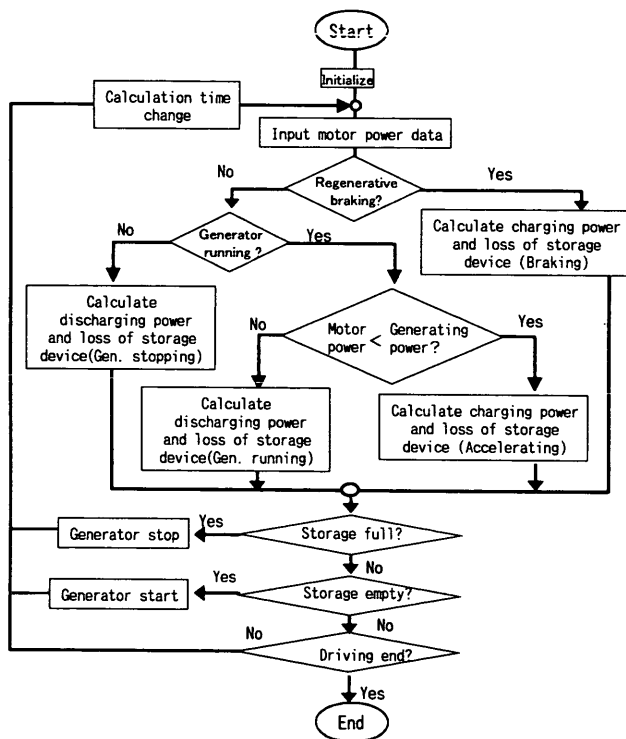 Start
Initialize
Calculation time
change
Input motor power data
No
Regenerative
braking?
Yes
No
Generator
running?
Yes
Calculate charging power
and loss of storage
device (Braking)
Calculate
discharging power
and loss of storage
device(Gen. stopping)
No
Motor < Generating
power power?
Yes
Calculate
discharging power
and loss of storage
device(Gen. running)
Calculate charging power
and loss of storage
device (Accelerating)
Generator stop
Yes
Storage full?
No
Generator start
Yes
Storage empty?
No
No
Driving end?
Yes
End